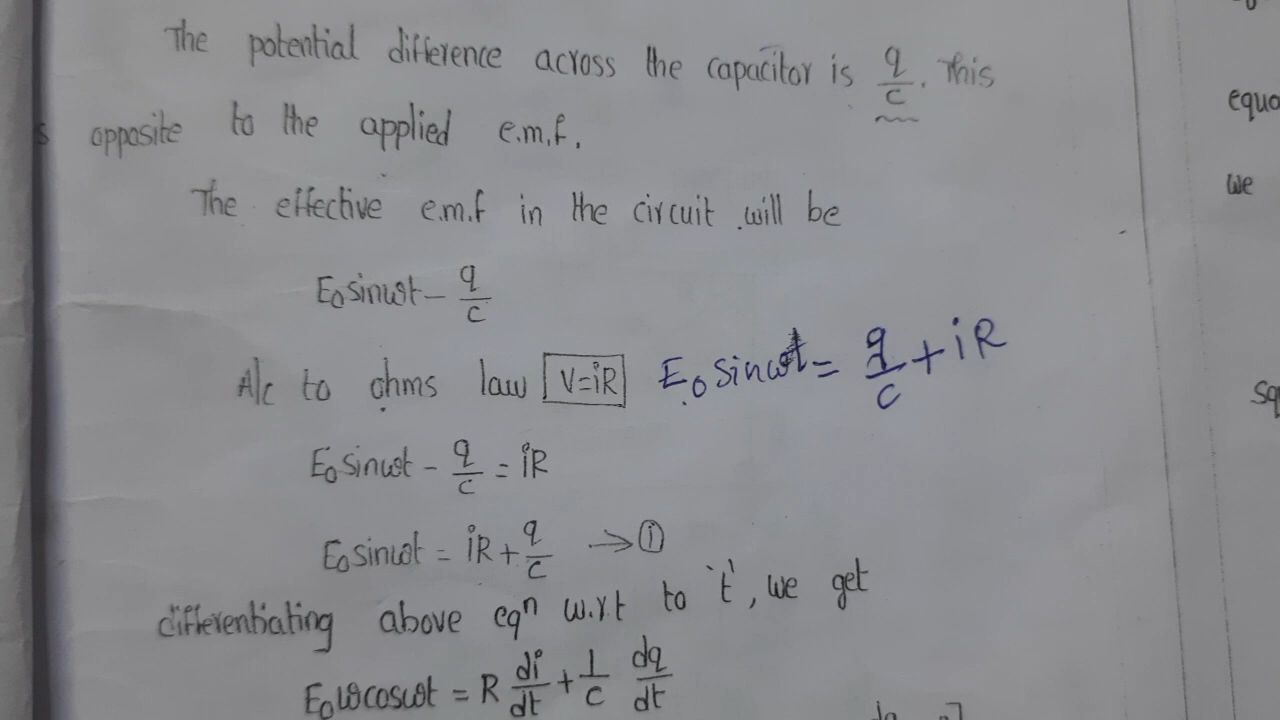 The potential difference across the capacitor is q/c. This
s opposite to the applied e.m.f.
The effective e.m.f in the circuit will be
E₀sinωt − q/c
A/c to ohms law V=iR E₀ sinωt = q/c + iR
E₀sinωt − q/c = iR
E₀sinωt = iR + q/c → ①
differentiating above eqⁿ w.r.t to 't', we get
E₀ωcosωt = R di/dt + 1/c dq/dt
equa
we
sq